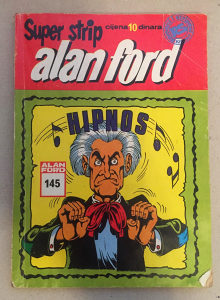 Super strip cijena 10 dinara
alan ford
HIPNOS
ALAN
FORD
145